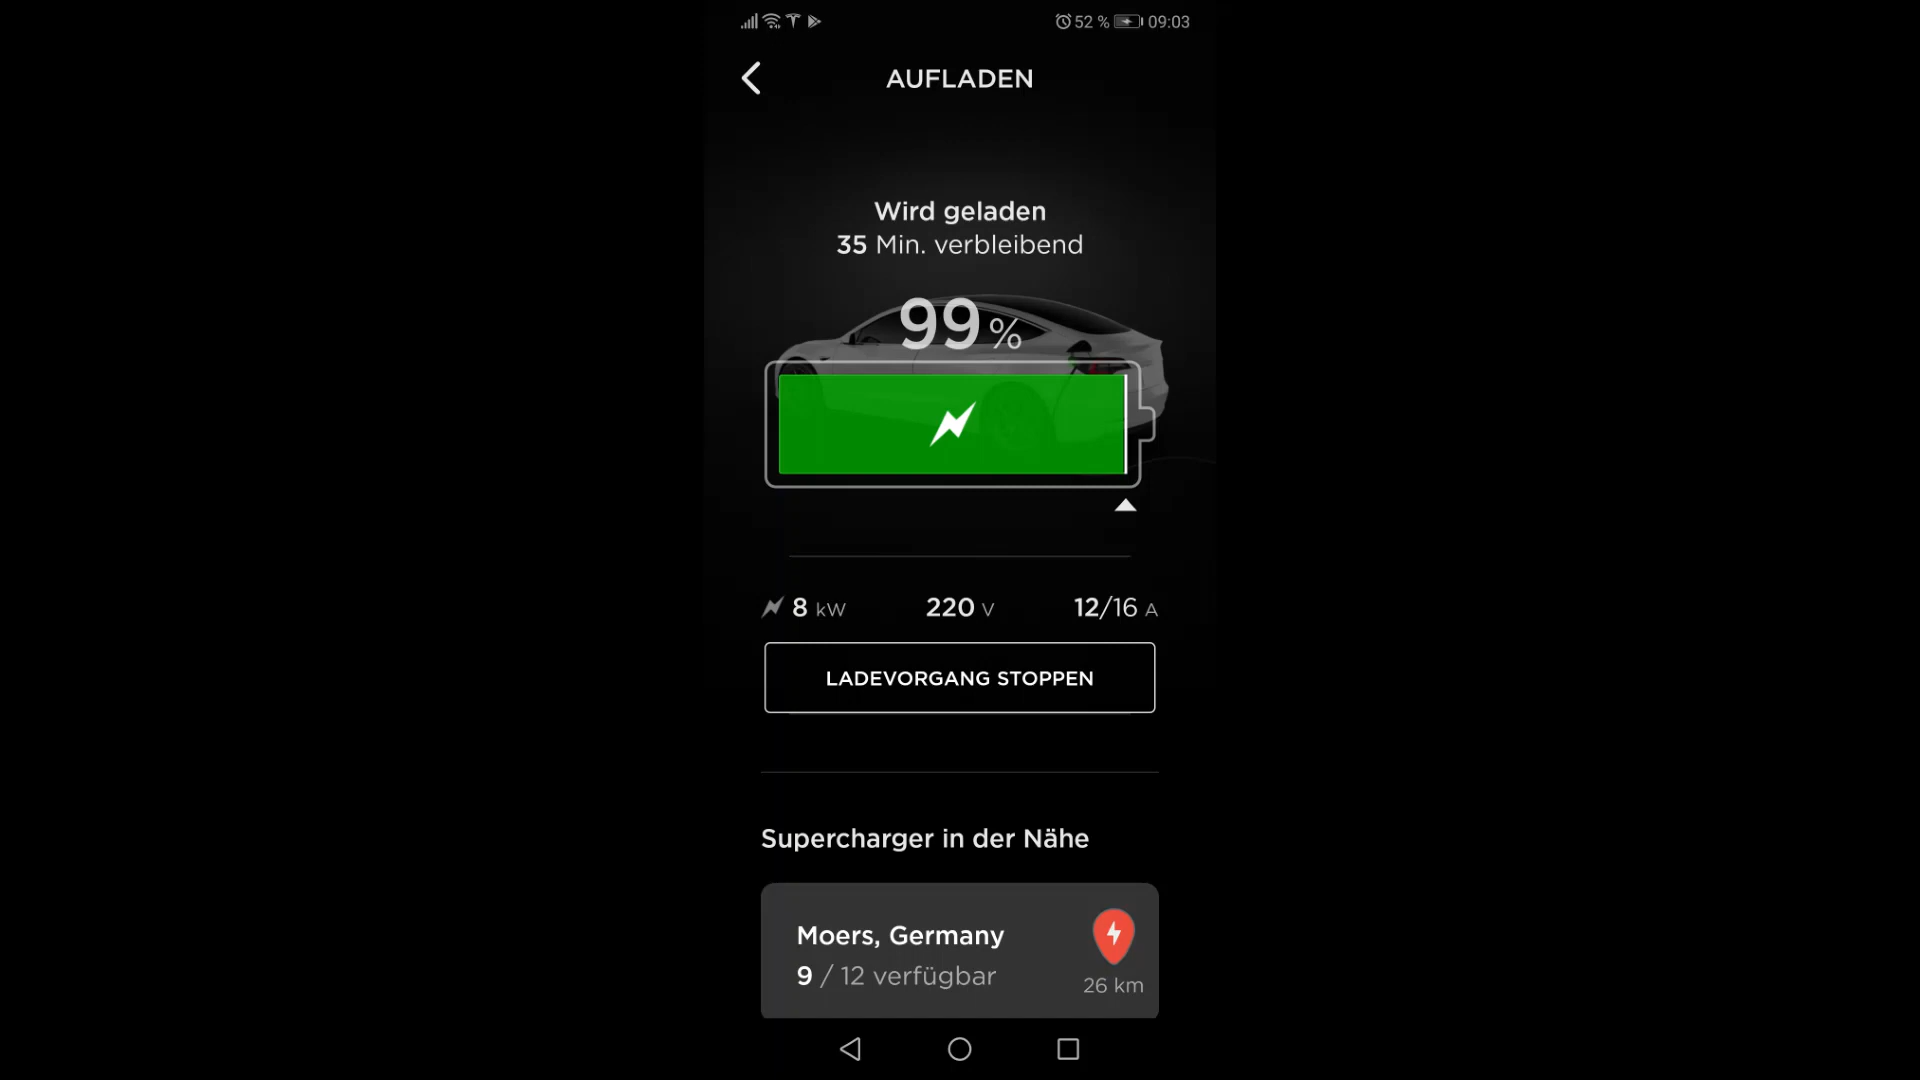 52 % 09:03
AUFLADEN
Wird geladen
35 Min. verbleibend
99 %
8 kW 220 V 12/16 A
LADEVORGANG STOPPEN
Supercharger in der Nähe
Moers, Germany
9 / 12 verfügbar
26 km